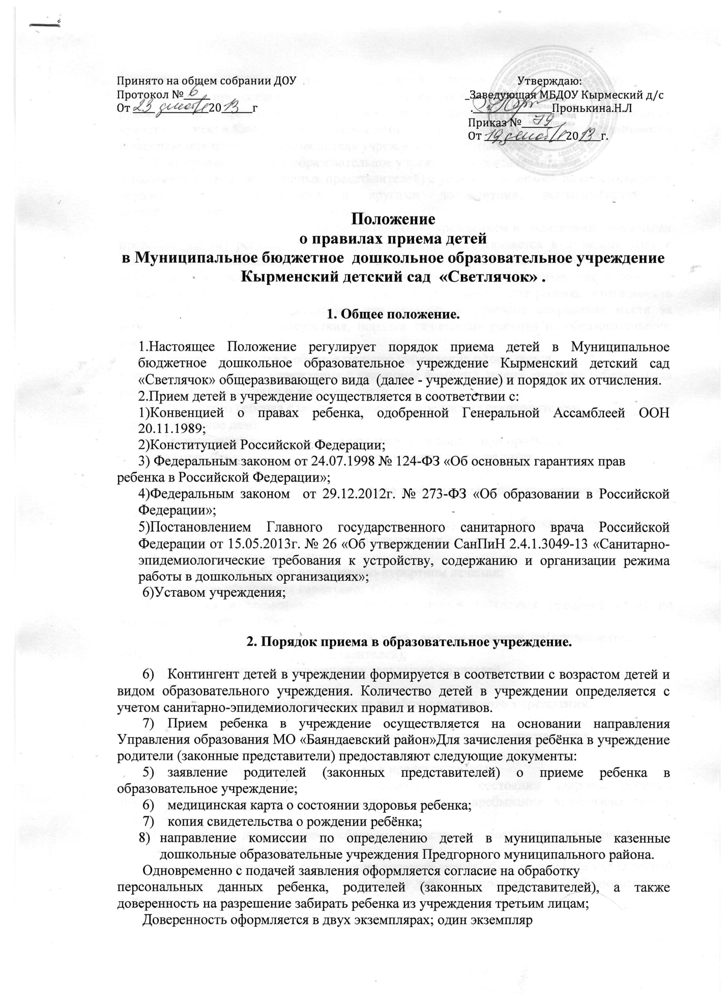 Принято на общем собрании ДОУ
Протокол № 6
От 23 декабря 2013 г
Утверждаю:
Заведующая МБДОУ Кырмеский д/с
Пронькина.Н.Л
Приказ № 79
От 19 декабря 2013 г.
Положение
о правилах приема детей
в Муниципальное бюджетное дошкольное образовательное учреждение
Кырменский детский сад «Светлячок» .
1. Общее положение.
1.Настоящее Положение регулирует порядок приема детей в Муниципальное
бюджетное дошкольное образовательное учреждение Кырменский детский сад
«Светлячок» общеразвивающего вида (далее - учреждение) и порядок их отчисления.
2.Прием детей в учреждение осуществляется в соответствии с:
1)Конвенцией о правах ребенка, одобренной Генеральной Ассамблеей ООН
20.11.1989;
2)Конституцией Российской Федерации;
3) Федеральным законом от 24.07.1998 № 124-ФЗ «Об основных гарантиях прав
ребенка в Российской Федерации»;
4)Федеральным законом от 29.12.2012г. № 273-ФЗ «Об образовании в Российской
Федерации»;
5)Постановлением Главного государственного санитарного врача Российской
Федерации от 15.05.2013г. № 26 «Об утверждении СанПиН 2.4.1.3049-13 «Санитарно-
эпидемиологические требования к устройству, содержанию и организации режима
работы в дошкольных организациях»;
6)Уставом учреждения;
2. Порядок приема в образовательное учреждение.
6) Контингент детей в учреждении формируется в соответствии с возрастом детей и
видом образовательного учреждения. Количество детей в учреждении определяется с
учетом санитарно-эпидемиологических правил и нормативов.
7) Прием ребенка в учреждение осуществляется на основании направления
Управления образования МО «Баяндаевский район»Для зачисления ребёнка в учреждение
родители (законные представители) предоставляют следующие документы:
5) заявление родителей (законных представителей) о приеме ребенка в
образовательное учреждение;
6) медицинская карта о состоянии здоровья ребенка;
7) копия свидетельства о рождении ребёнка;
8) направление комиссии по определению детей в муниципальные казенные
дошкольные образовательные учреждения Предгорного муниципального района.
Одновременно с подачей заявления оформляется согласие на обработку
персональных данных ребенка, родителей (законных представителей), а также
доверенность на разрешение забирать ребенка из учреждения третьим лицам;
Доверенность оформляется в двух экземплярах; один экземпляр